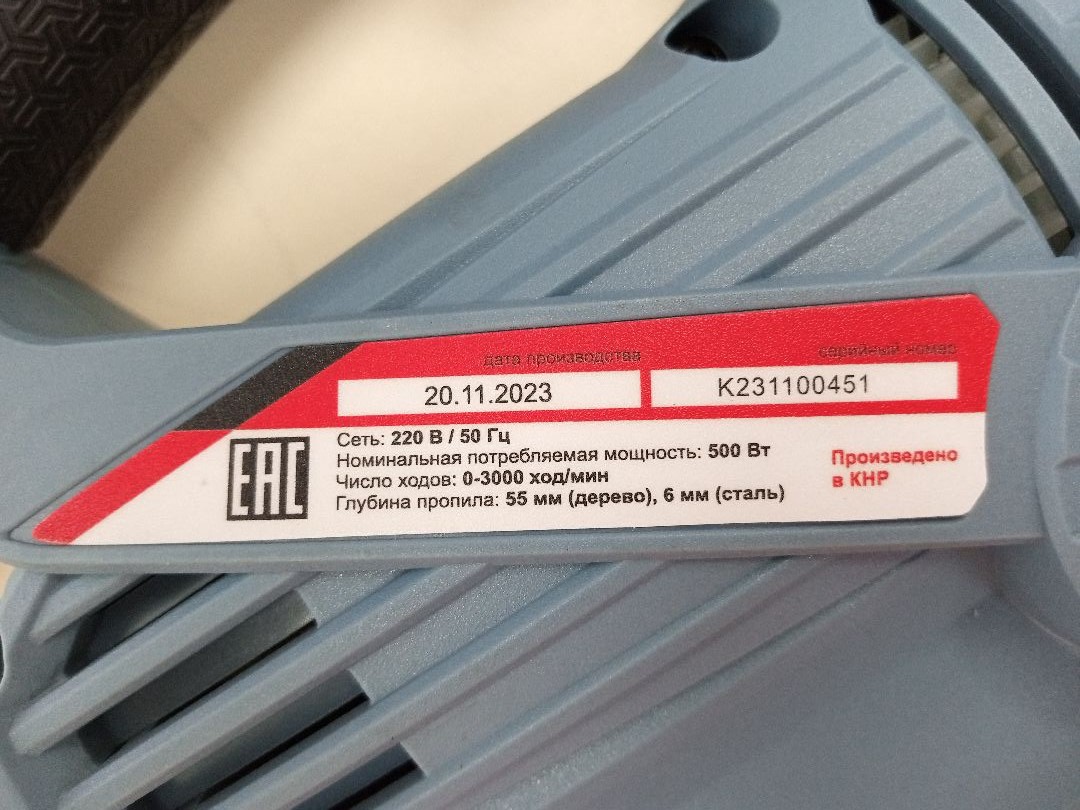 дата производства
серийный номер
20.11.2023
K231100451
EAC
Сеть: 220 В / 50 Гц
Номинальная потребляемая мощность: 500 Вт
Число ходов: 0-3000 ход/мин
Глубина пропила: 55 мм (дерево), 6 мм (сталь)
Произведено
в КНР